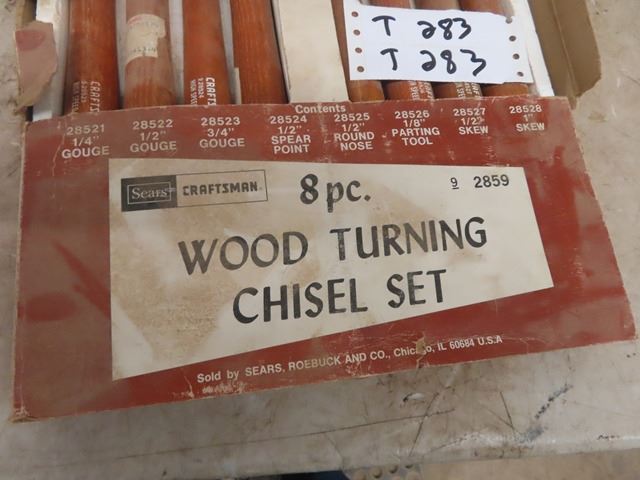 T 283
T 283
CRAFTS
CRAFTSM
Contents
28521 28522 28523 28524 28525 28526 28527 28528
1/4" 1/2" 3/4" 1/2" 1/2" 1/8" 1/2" 1"
GOUGE GOUGE GOUGE SPEAR ROUND PARTING SKEW SKEW
POINT NOSE TOOL
Sears CRAFTSMAN. 8 pc. 9 2859
WOOD TURNING
CHISEL SET
Sold by SEARS, ROEBUCK AND CO., Chicago, IL 60684 U.S.A